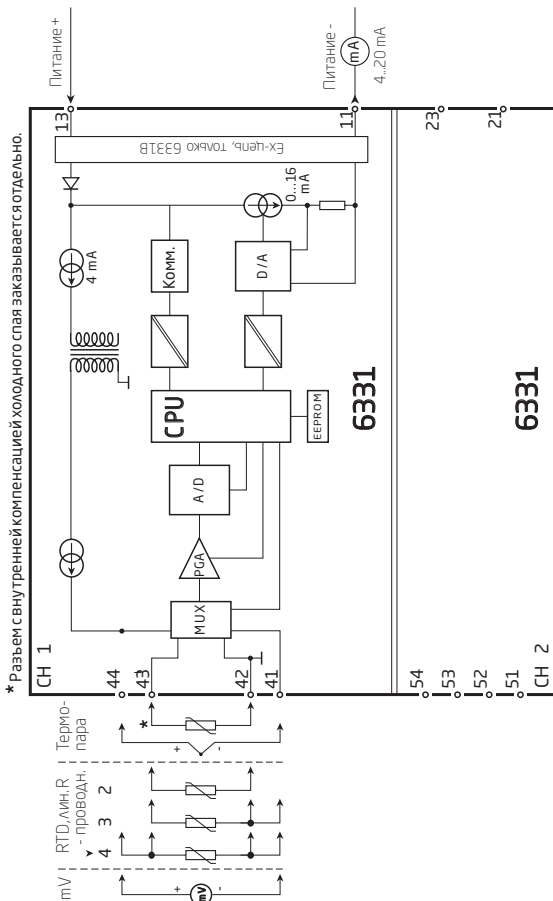 * Разъем с внутренней компенсацией холодного спая заказывается отдельно.
CH 1
44
43
42
41
mV
RTD, лин.R
- проводн.
4
3
2
Термо-
пара
*
+
-
mV
+
-
MUX
PGA
A/D
CPU
EEPROM
Комм.
D/A
4 mA
0...16
mA
Ex-цепь, только 6331B
13
11
Питание +
Питание -
mA
4...20 mA
6331
54
53
52
51
CH 2
6331
23
21